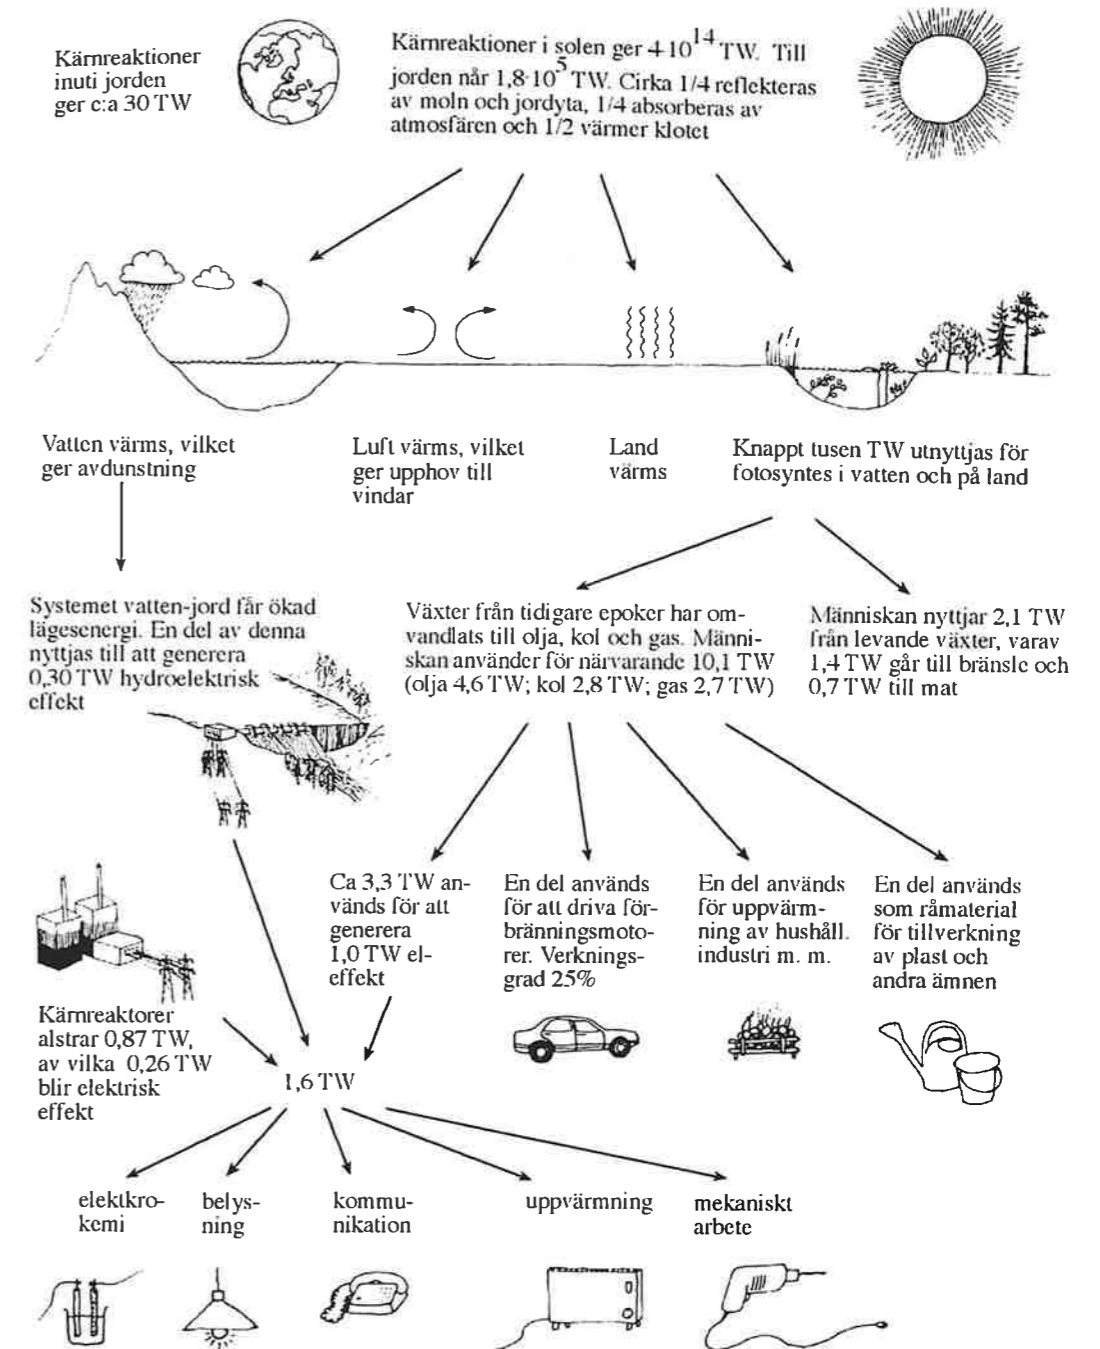 Kärnreaktioner
inuti jorden
ger c:a 30 TW
Kärnreaktioner i solen ger 4·10¹⁴ TW. Till
jorden når 1,8·10⁵ TW. Cirka 1/4 reflekteras
av moln och jordyta, 1/4 absorberas av
atmosfären och 1/2 värmer klotet
Vatten värms, vilket
ger avdunstning
Luft värms, vilket
ger upphov till
vindar
Land
värms
Knappt tusen TW utnyttjas för
fotosyntes i vatten och på land
Systemet vatten-jord får ökad
lägesenergi. En del av denna
nyttjas till att generera
0,30 TW hydroelektrisk
effekt
Växter från tidigare epoker har om-
vandlats till olja, kol och gas. Männi-
skan använder för närvarande 10,1 TW
(olja 4,6 TW; kol 2,8 TW; gas 2,7 TW)
Människan nyttjar 2,1 TW
från levande växter, varav
1,4 TW går till bränsle och
0,7 TW till mat
Ca 3,3 TW an-
vänds för att
generera
1,0 TW el-
effekt
En del används
för att driva för-
bränningsmoto-
rer. Verknings-
grad 25%
En del används
för uppvärm-
ning av hushåll.
industri m. m.
En del används
som råmaterial
för tillverkning
av plast och
andra ämnen
Kärnreaktorer
alstrar 0,87 TW,
av vilka 0,26 TW
blir elektrisk
effekt
1,6 TW
elektkro-
kemi
belys-
ning
kommu-
nikation
uppvärmning
mekaniskt
arbete